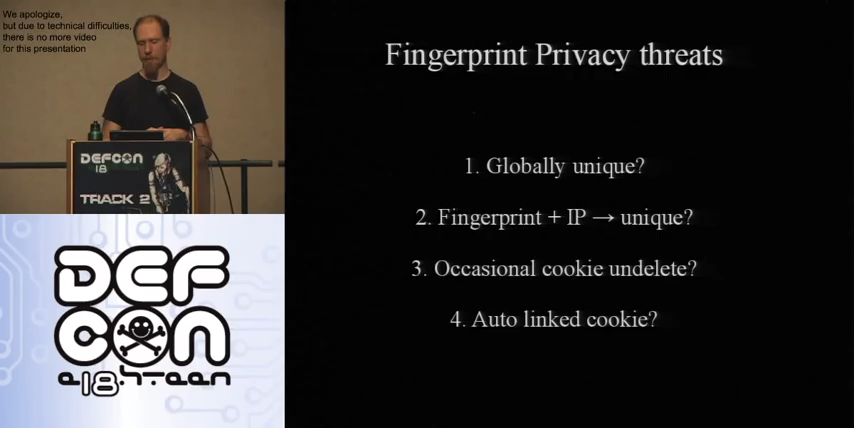 We apologize,
but due to technical difficulties,
there is no more video
for this presentation
DEFCON
18
TRACK 2
DEF
CON
Fingerprint Privacy threats
1. Globally unique?
2. Fingerprint + IP → unique?
3. Occasional cookie undelete?
4. Auto linked cookie?